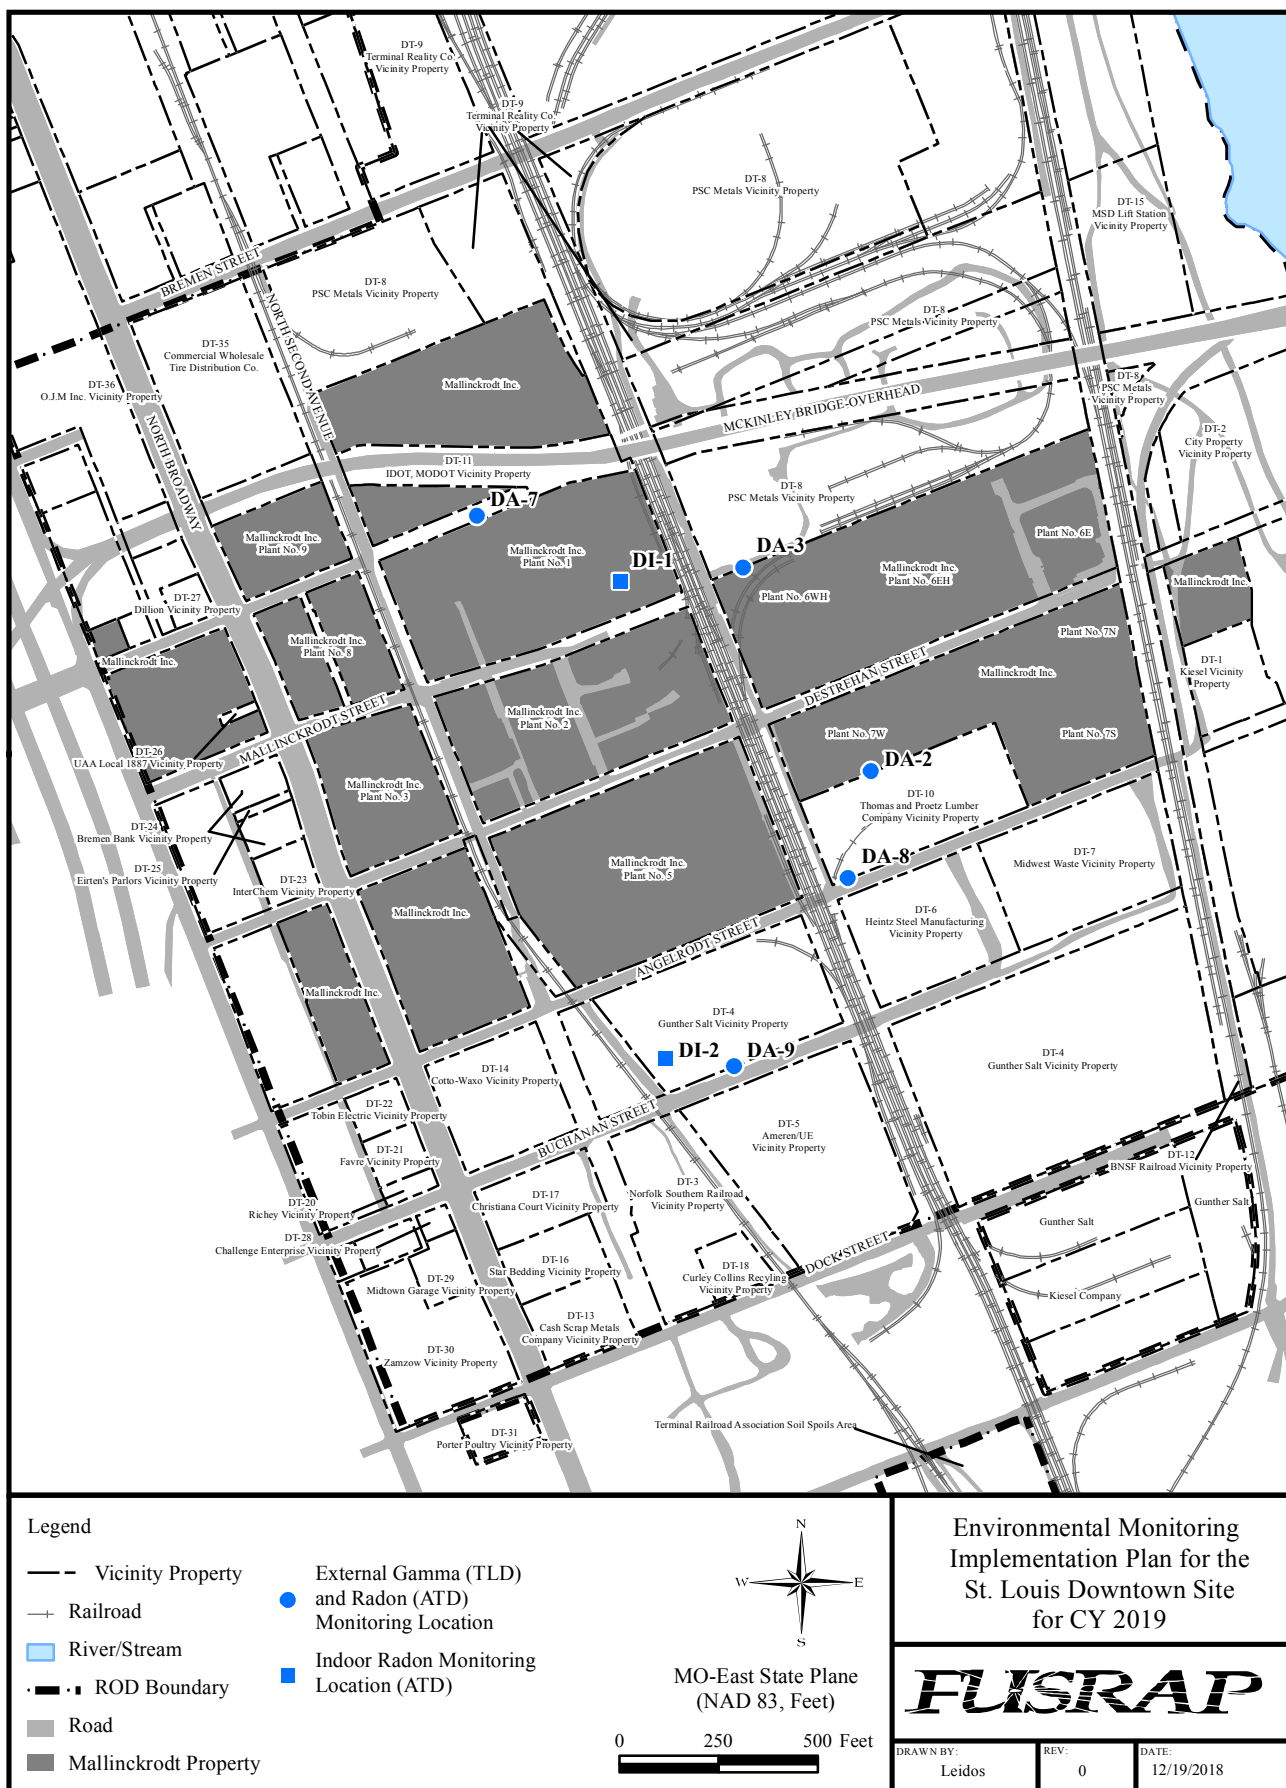 DT-9
Terminal Reality Co.
Vicinity Property
DT-9
Terminal Reality Co.
Vicinity Property
DT-8
PSC Metals Vicinity Property
DT-15
MSD Lift Station
Vicinity Property
BREMEN STREET
DT-8
PSC Metals Vicinity Property
NORTH SECOND AVENUE
DT-8
PSC Metals Vicinity Property
DT-35
Commercial Wholesale
Tire Distribution Co.
DT-36
O.J.M Inc. Vicinity Property
Mallinckrodt Inc.
DT-8
PSC Metals
Vicinity Property
MCKINLEY BRIDGE-OVERHEAD
NORTH BROADWAY
DT-2
City Property
Vicinity Property
DT-11
IDOT, MODOT Vicinity Property
DT-8
PSC Metals Vicinity Property
DA-7
Mallinckrodt Inc.
Plant No. 9
Mallinckrodt Inc.
Plant No. 1
DI-1
DA-3
Plant No. 6E
Mallinckrodt Inc.
Plant No. 6EH
Plant No. 6WH
Mallinckrodt Inc.
DT-27
Dillion Vicinity Property
Mallinckrodt Inc.
Plant No. 8
Plant No. 7N
Mallinckrodt Inc.
Mallinckrodt Inc.
DT-1
Kiesel Vicinity
Property
DESTREHAN STREET
Mallinckrodt Inc.
Plant No. 2
MALLINCKRODT STREET
Plant No. 7W
Plant No. 7S
DT-26
UAA Local 1887 Vicinity Property
DA-2
Mallinckrodt Inc.
Plant No. 3
DT-10
Thomas and Proetz Lumber
Company Vicinity Property
DT-24
Bremen Bank Vicinity Property
DT-7
Midwest Waste Vicinity Property
DT-25
Eirten's Parlors Vicinity Property
DT-23
InterChem Vicinity Property
Mallinckrodt Inc.
Plant No. 5
DA-8
Mallinckrodt Inc.
DT-6
Heintz Steel Manufacturing
Vicinity Property
ANGELRODT STREET
Mallinckrodt Inc.
DT-4
Gunther Salt Vicinity Property
DI-2
DA-9
DT-4
Gunther Salt Vicinity Property
DT-14
Cotto-Waxo Vicinity Property
DT-22
Tobin Electric Vicinity Property
BUCHANAN STREET
DT-5
Ameren/UE
Vicinity Property
DT-21
Favre Vicinity Property
DT-12
BNSF Railroad Vicinity Property
DT-3
Norfolk Southern Railroad
Vicinity Property
DT-17
Christiana Court Vicinity Property
DT-20
Richey Vicinity Property
Gunther Salt
Gunther Salt
DT-28
Challenge Enterprise Vicinity Property
DOCK STREET
DT-16
Star Bedding Vicinity Property
DT-18
Curley Collins Recyling
Vicinity Property
DT-29
Midtown Garage Vicinity Property
Kiesel Company
DT-13
Cash Scrap Metals
Company Vicinity Property
DT-30
Zamzow Vicinity Property
Terminal Railroad Association Soil Spoils Area
DT-31
Porter Poultry Vicinity Property
Legend
Vicinity Property
Railroad
River/Stream
ROD Boundary
Road
Mallinckrodt Property
External Gamma (TLD)
and Radon (ATD)
Monitoring Location
Indoor Radon Monitoring
Location (ATD)
N
W
E
S
MO-East State Plane
(NAD 83, Feet)
0 250 500 Feet
Environmental Monitoring
Implementation Plan for the
St. Louis Downtown Site
for CY 2019
FUSRAP
DRAWN BY:
Leidos
REV:
0
DATE:
12/19/2018